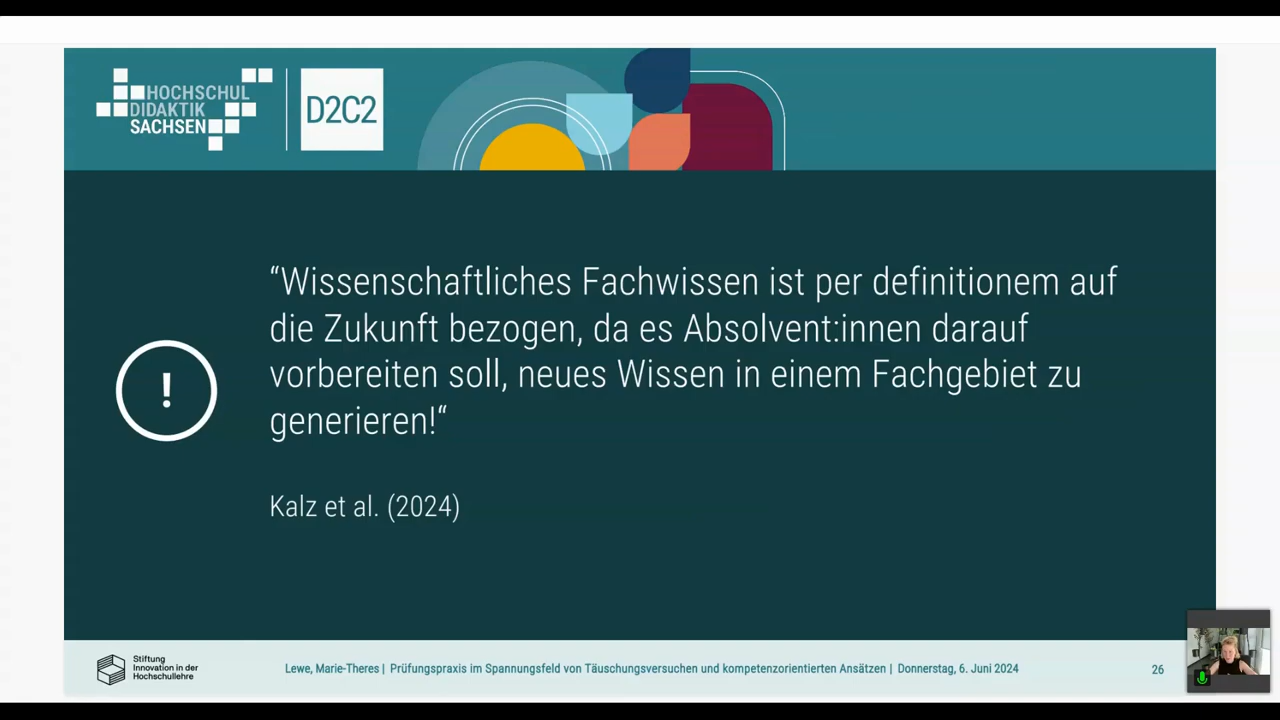 HOCHSCHUL
DIDAKTIK
SACHSEN
D2C2
“Wissenschaftliches Fachwissen ist per definitionem auf
die Zukunft bezogen, da es Absolvent:innen darauf
vorbereiten soll, neues Wissen in einem Fachgebiet zu
generieren!“
!
Kalz et al. (2024)
Stiftung
Innovation in der
Hochschullehre
Lewe, Marie-Theres | Prüfungspraxis im Spannungsfeld von Täuschungsversuchen und kompetenzorientierten Ansätzen | Donnerstag, 6. Juni 2024
26